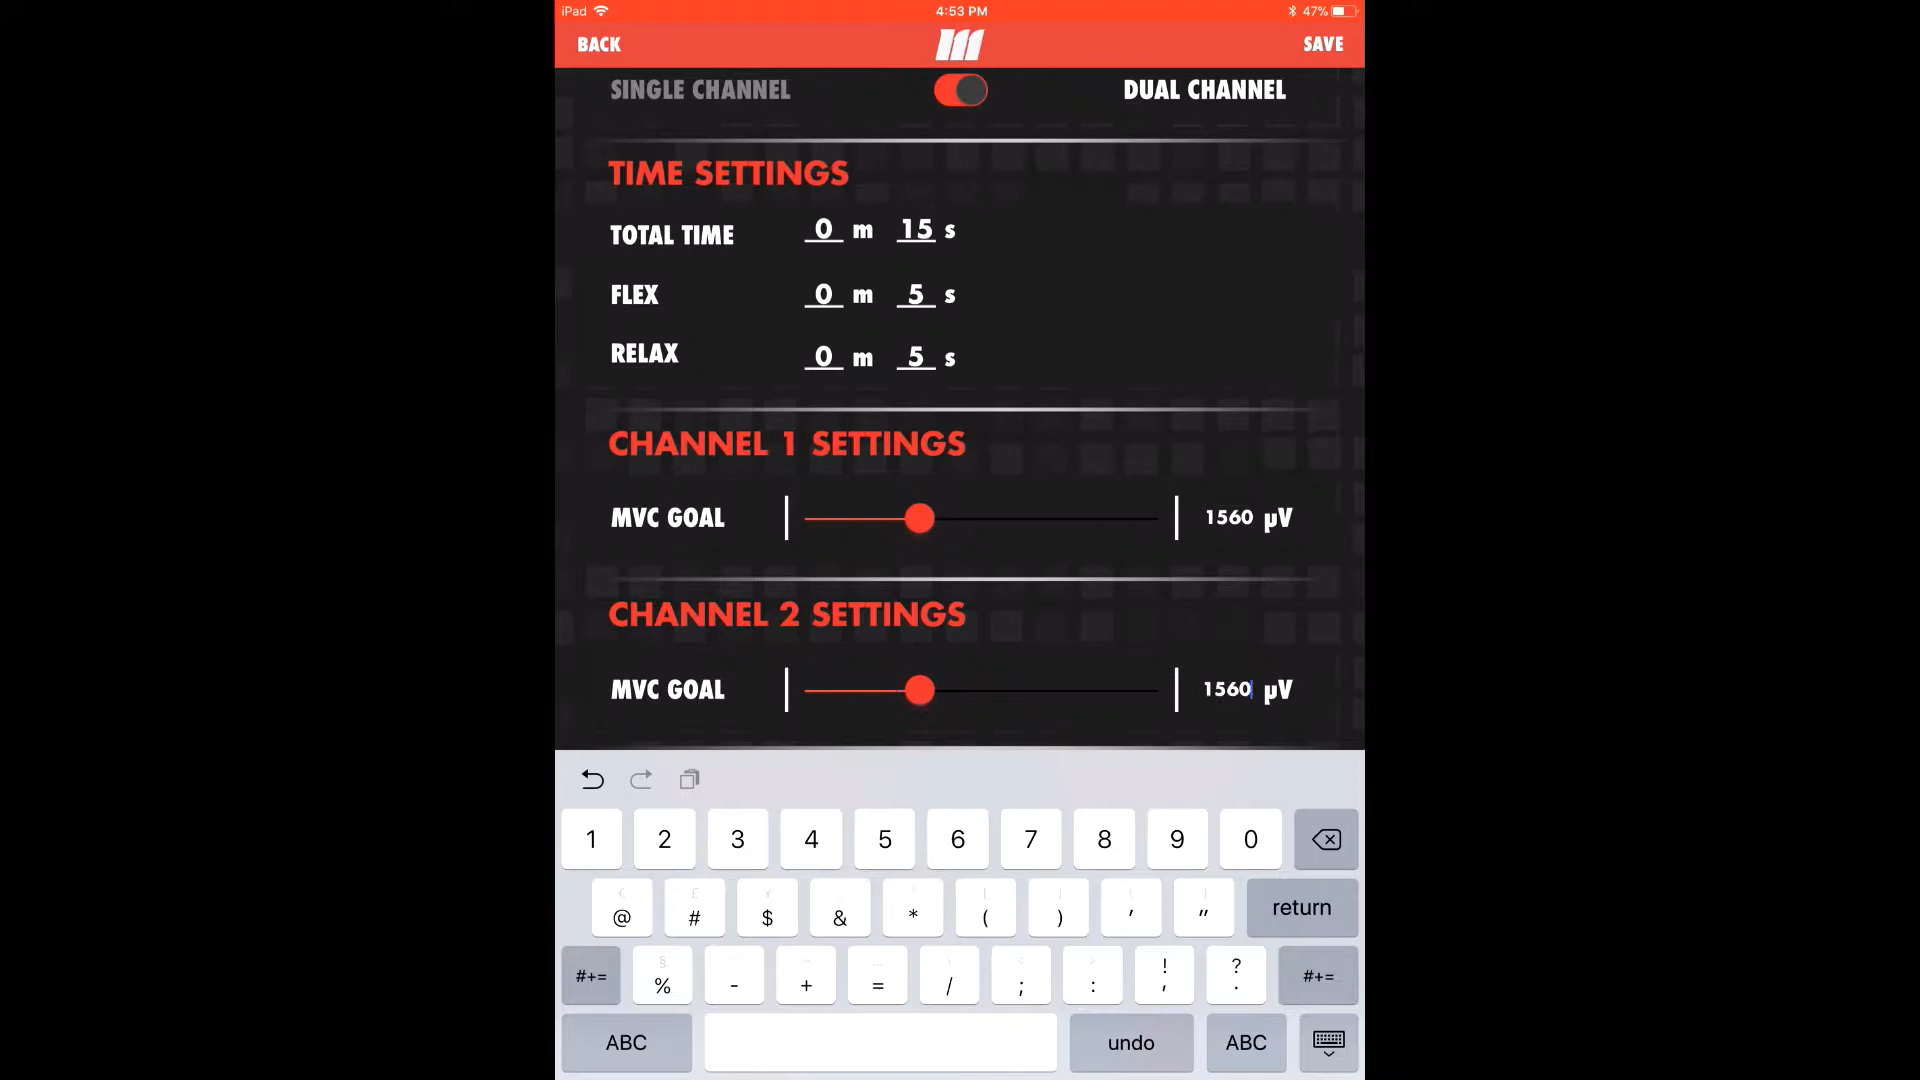 iPad 4:53 PM 47%
BACK SAVE
SINGLE CHANNEL DUAL CHANNEL
TIME SETTINGS
TOTAL TIME 0 m 15 s
FLEX 0 m 5 s
RELAX 0 m 5 s
CHANNEL 1 SETTINGS
MVC GOAL 1560 µV
CHANNEL 2 SETTINGS
MVC GOAL 1560 µV
1 2 3 4 5 6 7 8 9 0
@ # $ & * ( ) ' " return
#+= % - + = / ; : ! , ? . #+=
ABC undo ABC